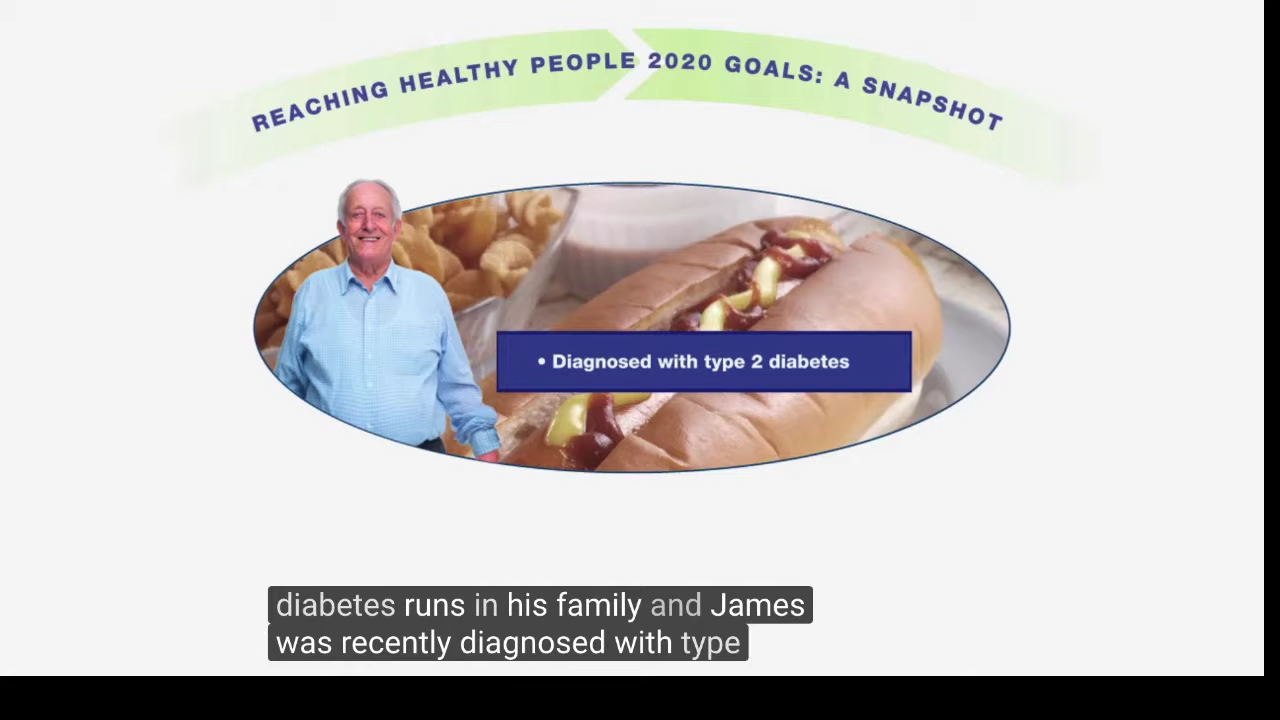 REACHING HEALTHY PEOPLE 2020 GOALS: A SNAPSHOT
• Diagnosed with type 2 diabetes
diabetes runs in his family and James
was recently diagnosed with type